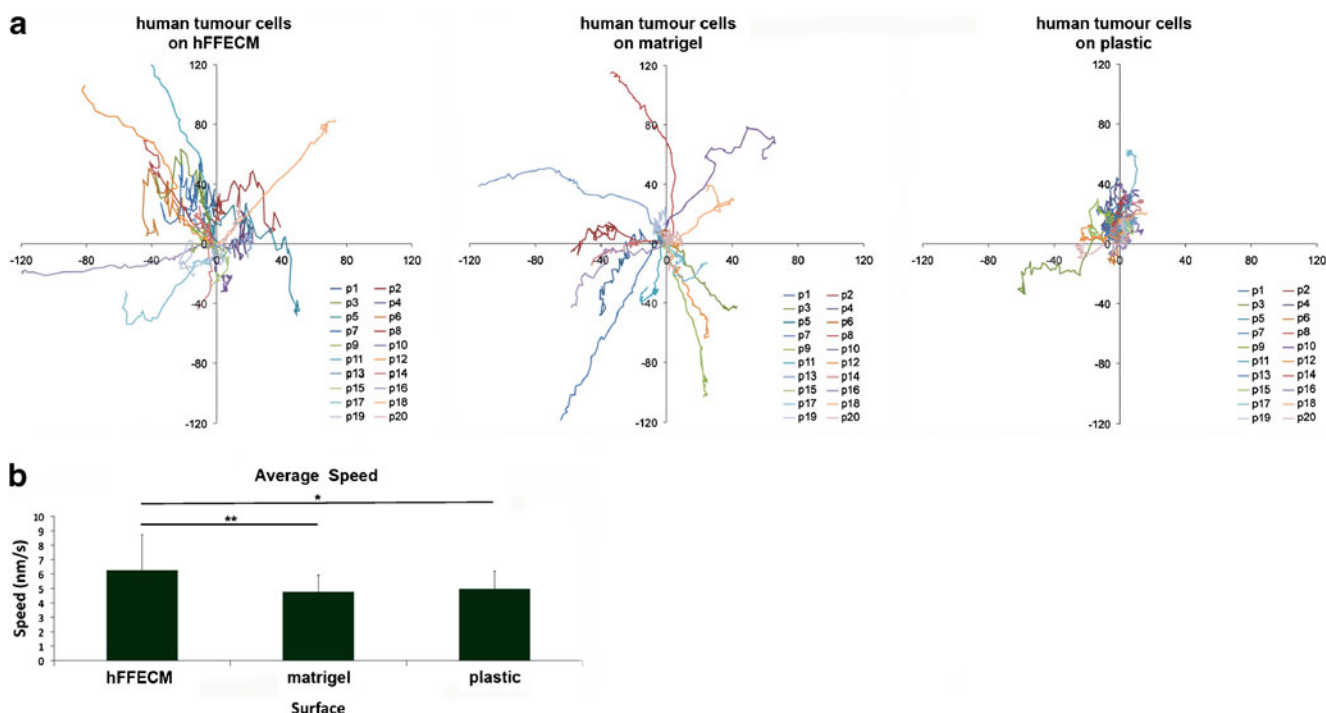 a
human tumour cells
on hFFECM
120
80
40
0
-40
-80
-120
-120 -80 -40 0 40 80 120
p1 p2
p3 p4
p5 p6
p7 p8
p9 p10
p11 p12
p13 p14
p15 p16
p17 p18
p19 p20
human tumour cells
on matrigel
120
80
40
0
-40
-80
-120
-120 -80 -40 0 40 80 120
p1 p2
p3 p4
p5 p6
p7 p8
p9 p10
p11 p12
p13 p14
p15 p16
p17 p18
p19 p20
human tumour cells
on plastic
120
80
40
0
-40
-80
-120
-120 -80 -40 0 40 80 120
p1 p2
p3 p4
p5 p6
p7 p8
p9 p10
p11 p12
p13 p14
p15 p16
p17 p18
p19 p20
b
Average Speed
*
**
Speed (nm/s)
10
9
8
7
6
5
4
3
2
1
0
hFFECM matrigel plastic
Surface